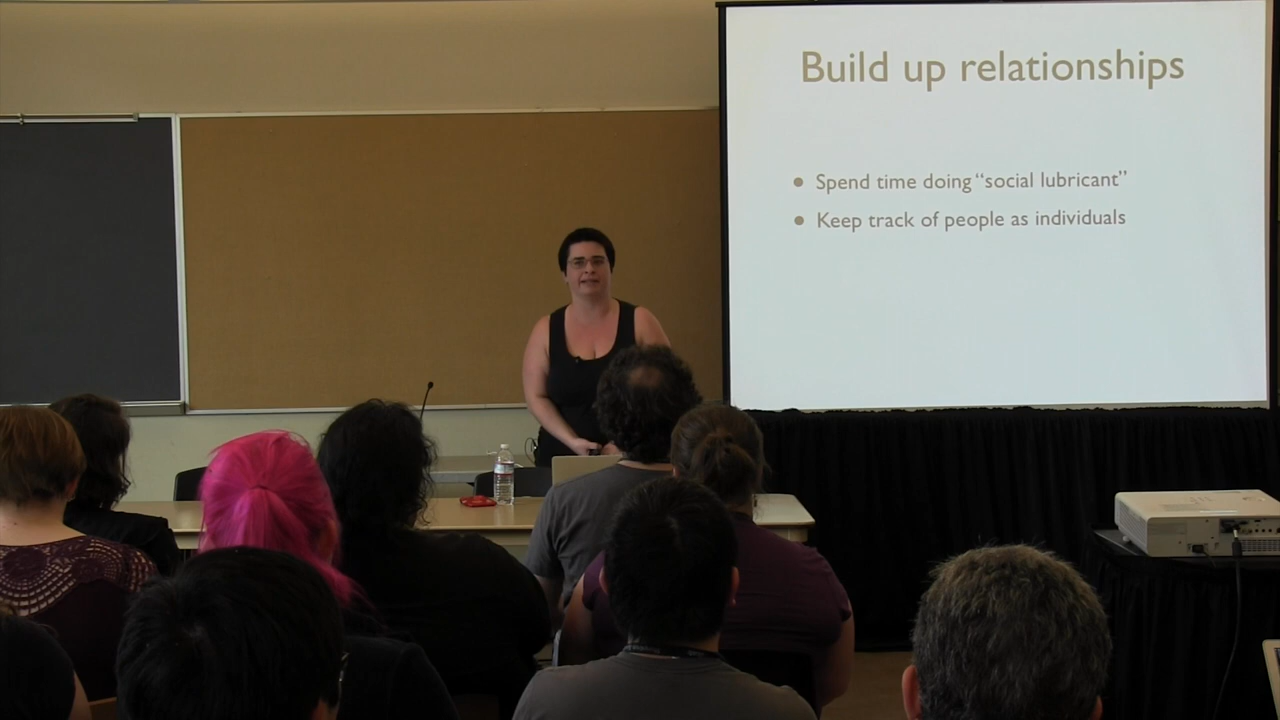 Build up relationships
Spend time doing “social lubricant”
Keep track of people as individuals